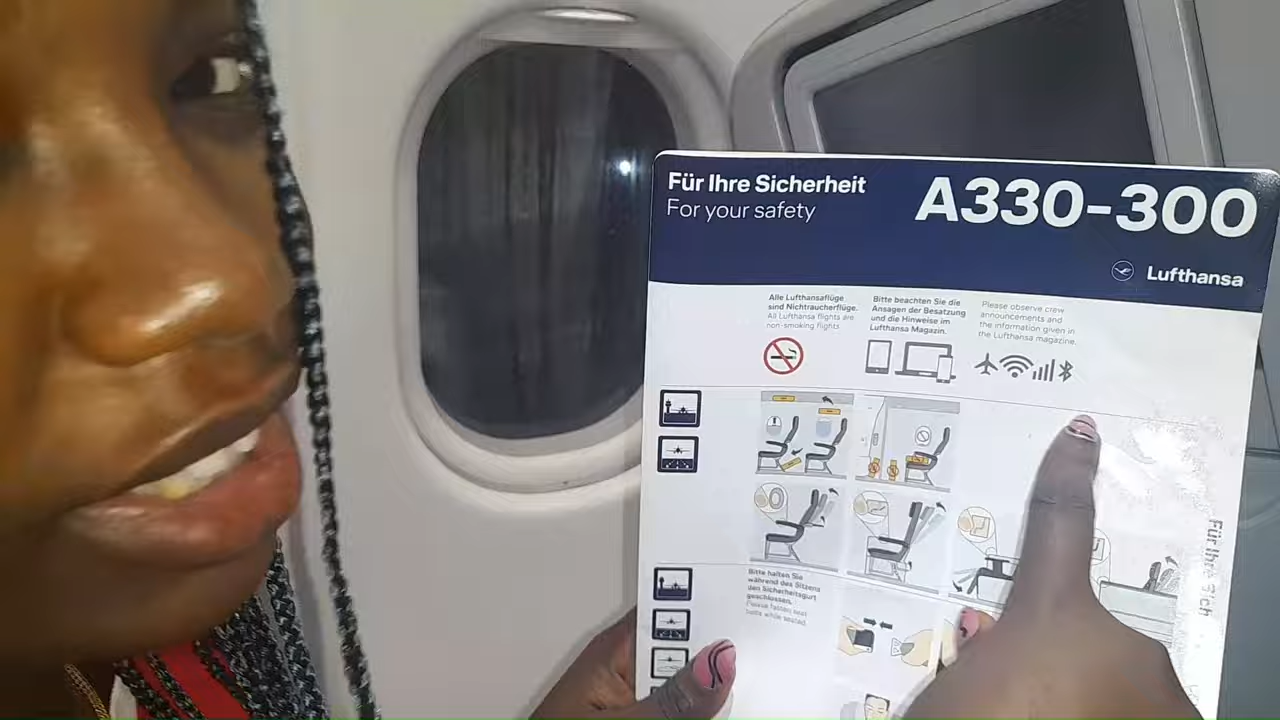 Für Ihre Sicherheit
For your safety
A330-300
Lufthansa
Alle Lufthansaflüge
sind Nichtraucherflüge.
All Lufthansa flights are
non-smoking flights
Bitte beachten Sie die
Ansagen der Besatzung
und die Hinweise im
Lufthansa Magazin.
Please observe crew
announcements and
the information given in
the Lufthansa magazine.
Bitte halten Sie
während des Sitzens
den Sicherheitsgurt
geschlossen.
Please fasten seat
belts while seated.
Für Ihre Sich